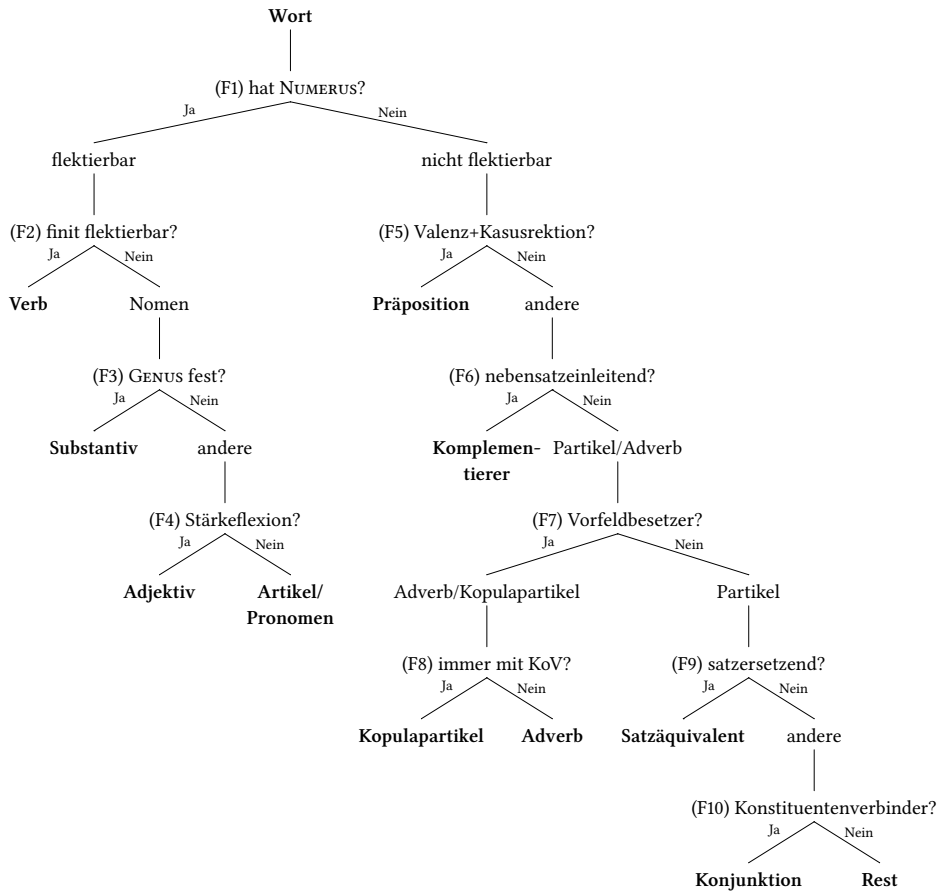 Wort
(F1) hat Numerus?
Ja Nein
flektierbar nicht flektierbar
(F2) finit flektierbar? (F5) Valenz+Kasusrektion?
Ja Nein Ja Nein
Verb Nomen Präposition andere
(F3) Genus fest? (F6) nebensatzeinleitend?
Ja Nein Ja Nein
Substantiv andere Komplemen- Partikel/Adverb
tierer
(F4) Stärkeflexion? (F7) Vorfeldbesetzer?
Ja Nein Ja Nein
Adjektiv Artikel/ Adverb/Kopulapartikel Partikel
Pronomen
(F8) immer mit KoV? (F9) satzersetzend?
Ja Nein Ja Nein
Kopulapartikel Adverb Satzäquivalent andere
(F10) Konstituentenverbinder?
Ja Nein
Konjunktion Rest